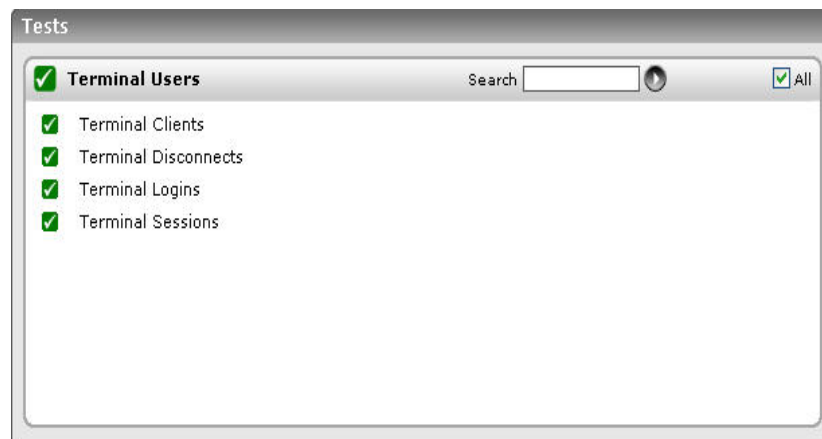 Tests
Terminal Users Search All
Terminal Clients
Terminal Disconnects
Terminal Logins
Terminal Sessions